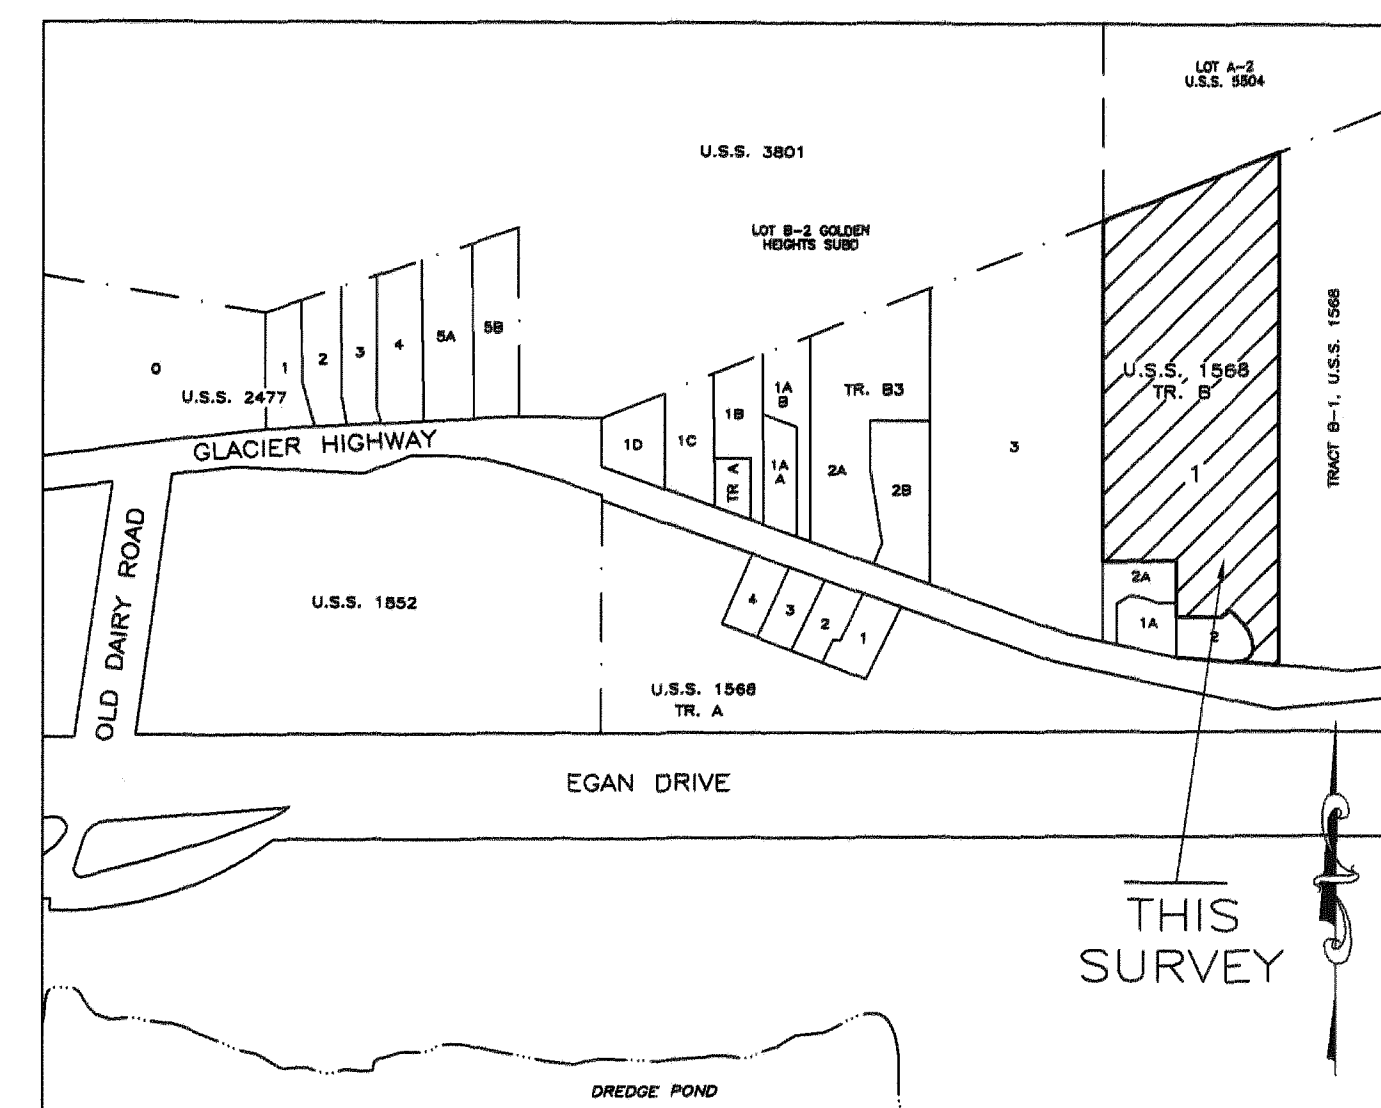 LOT A-2
U.S.S. 5504
U.S.S. 3801
LOT B-2 GOLDEN
HEIGHTS SUBD
0
U.S.S. 2477
1
2
3
4
5A
5B
GLACIER HIGHWAY
1D
1C
1B
TR A
1A
B
1A
A
TR. B3
2A
2B
3
U.S.S. 1568
TR. B
1
TRACT B-1, U.S.S. 1568
2A
1A
2
OLD DAIRY ROAD
U.S.S. 1852
4
3
2
1
U.S.S. 1568
TR. A
EGAN DRIVE
THIS
SURVEY
DREDGE POND